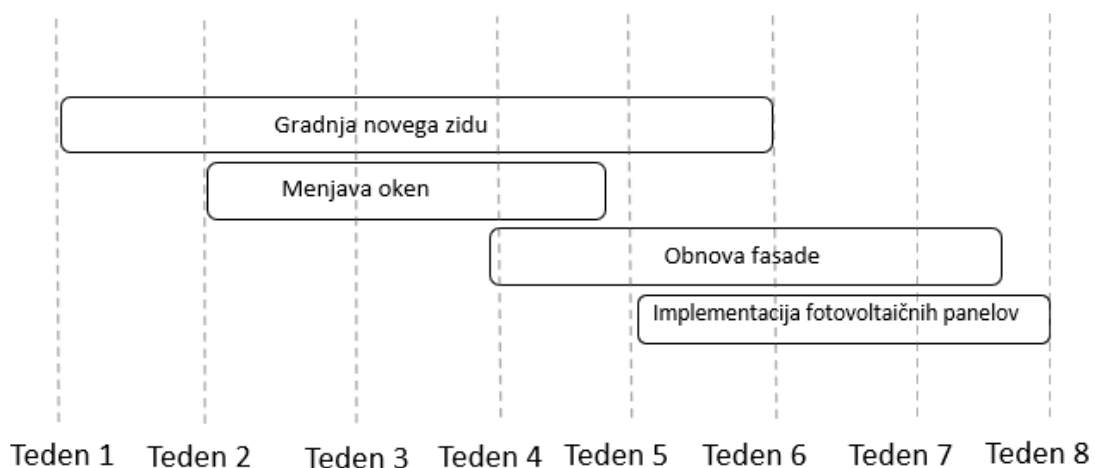 Gradnja novega zidu
Menjava oken
Obnova fasade
Implementacija fotovoltaičnih panelov
Teden 1 Teden 2 Teden 3 Teden 4 Teden 5 Teden 6 Teden 7 Teden 8